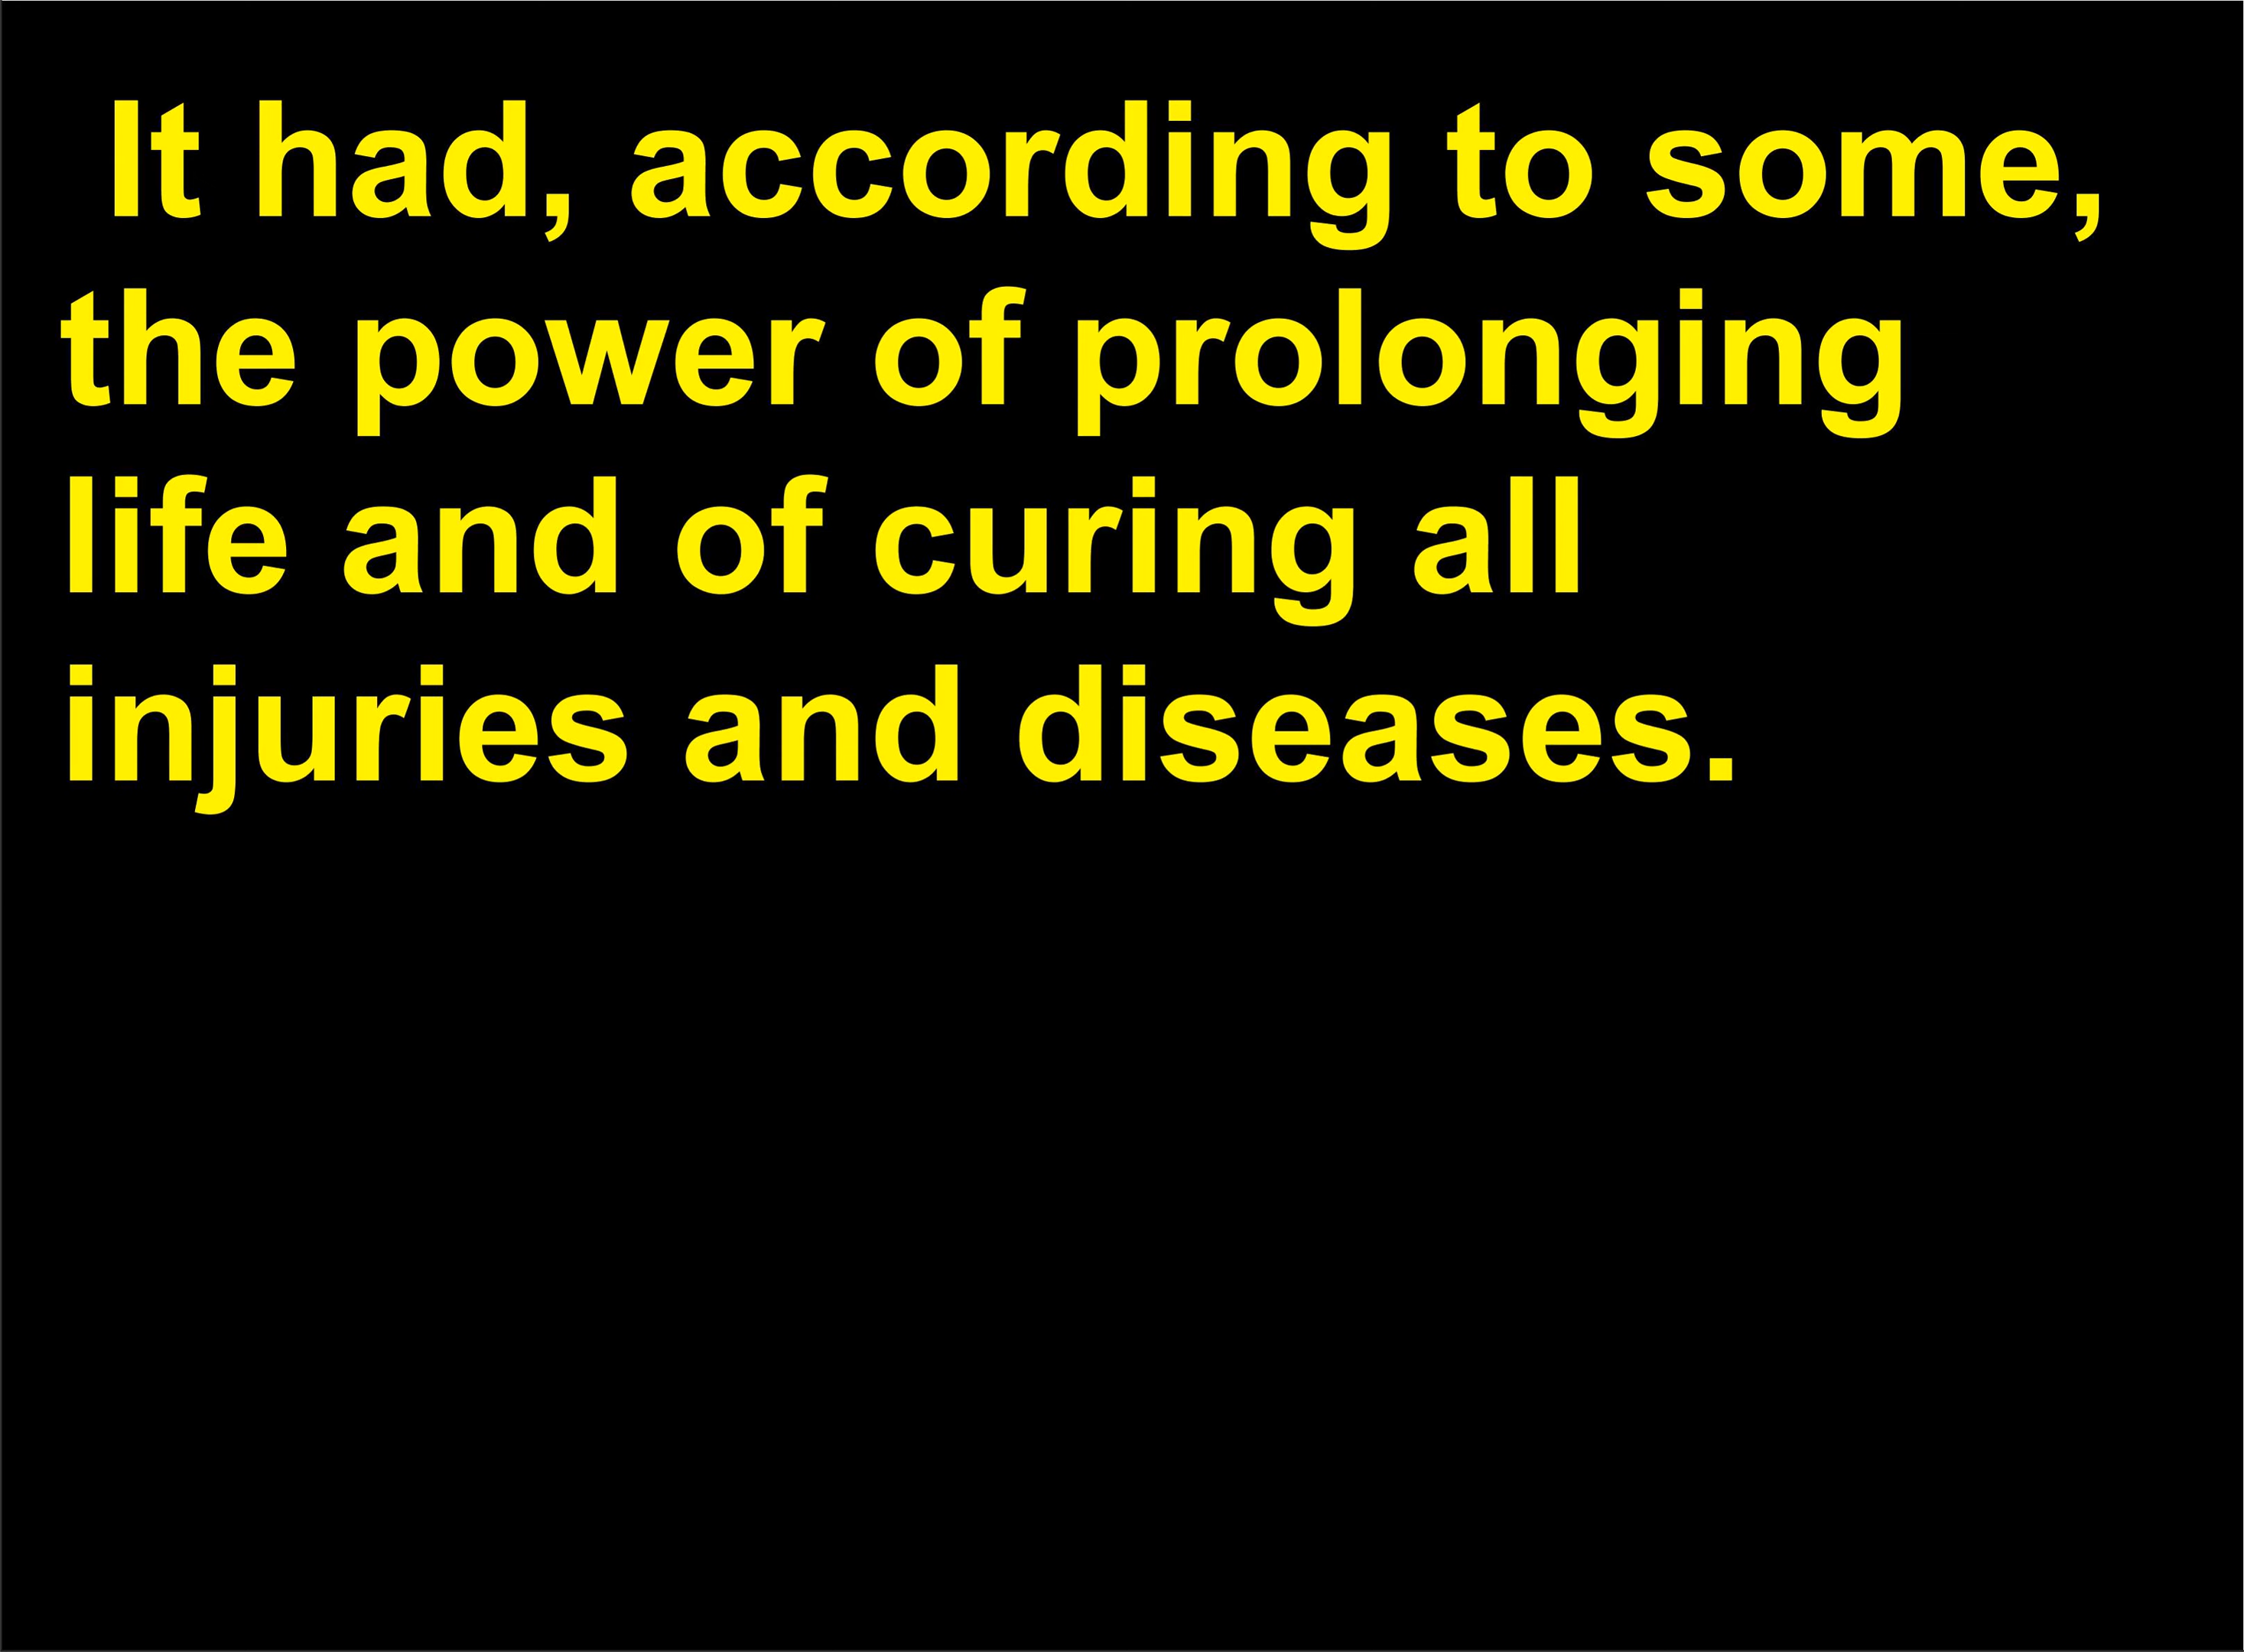 It had, according to some,
the power of prolonging
life and of curing all
injuries and diseases.